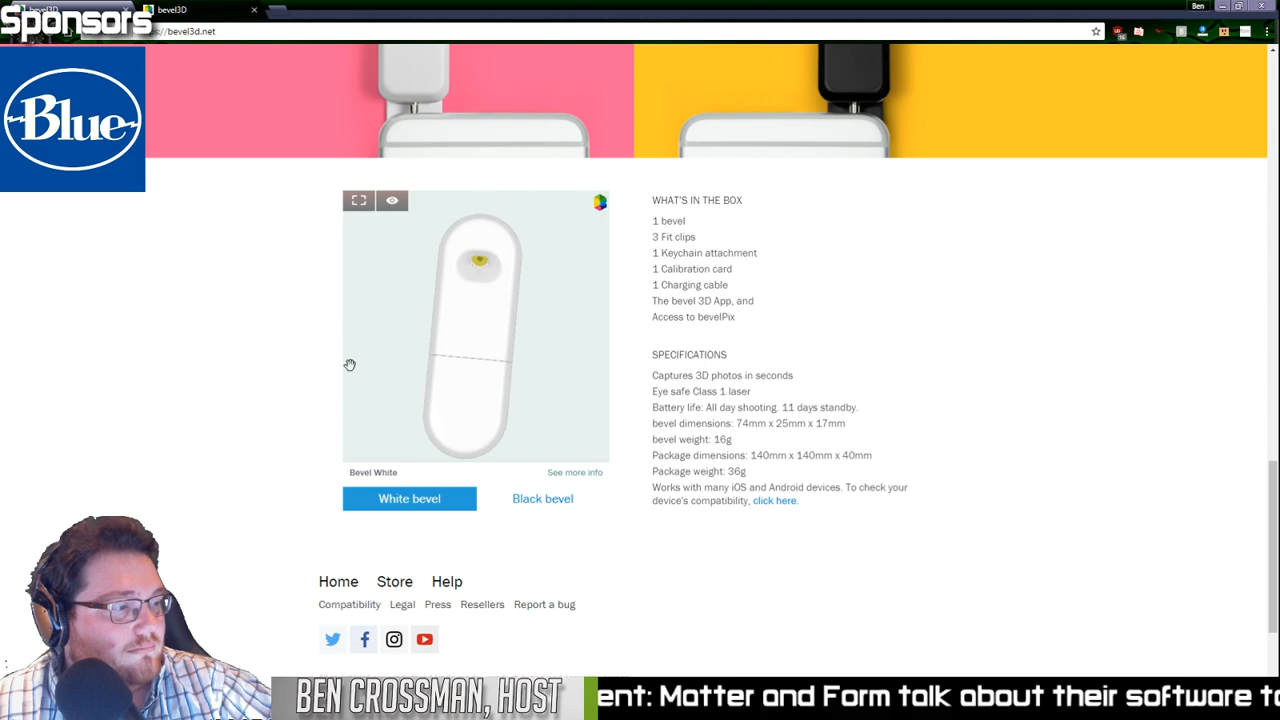 Sponsors
bevel3D
bevel3D
Ben
://bevel3d.net
Blue
WHAT'S IN THE BOX
1 bevel
3 Fit clips
1 Keychain attachment
1 Calibration card
1 Charging cable
The bevel 3D App, and
Access to bevelPix
SPECIFICATIONS
Captures 3D photos in seconds
Eye safe Class 1 laser
Battery life: All day shooting. 11 days standby.
bevel dimensions: 74mm x 25mm x 17mm
bevel weight: 16g
Package dimensions: 140mm x 140mm x 40mm
Package weight: 36g
Works with many iOS and Android devices. To check your
device's compatibility, click here.
Bevel White
See more info
White bevel
Black bevel
Home Store Help
Compatibility Legal Press Resellers Report a bug
BEN CROSSMAN, HOST
ent: Matter and Form talk about their software to